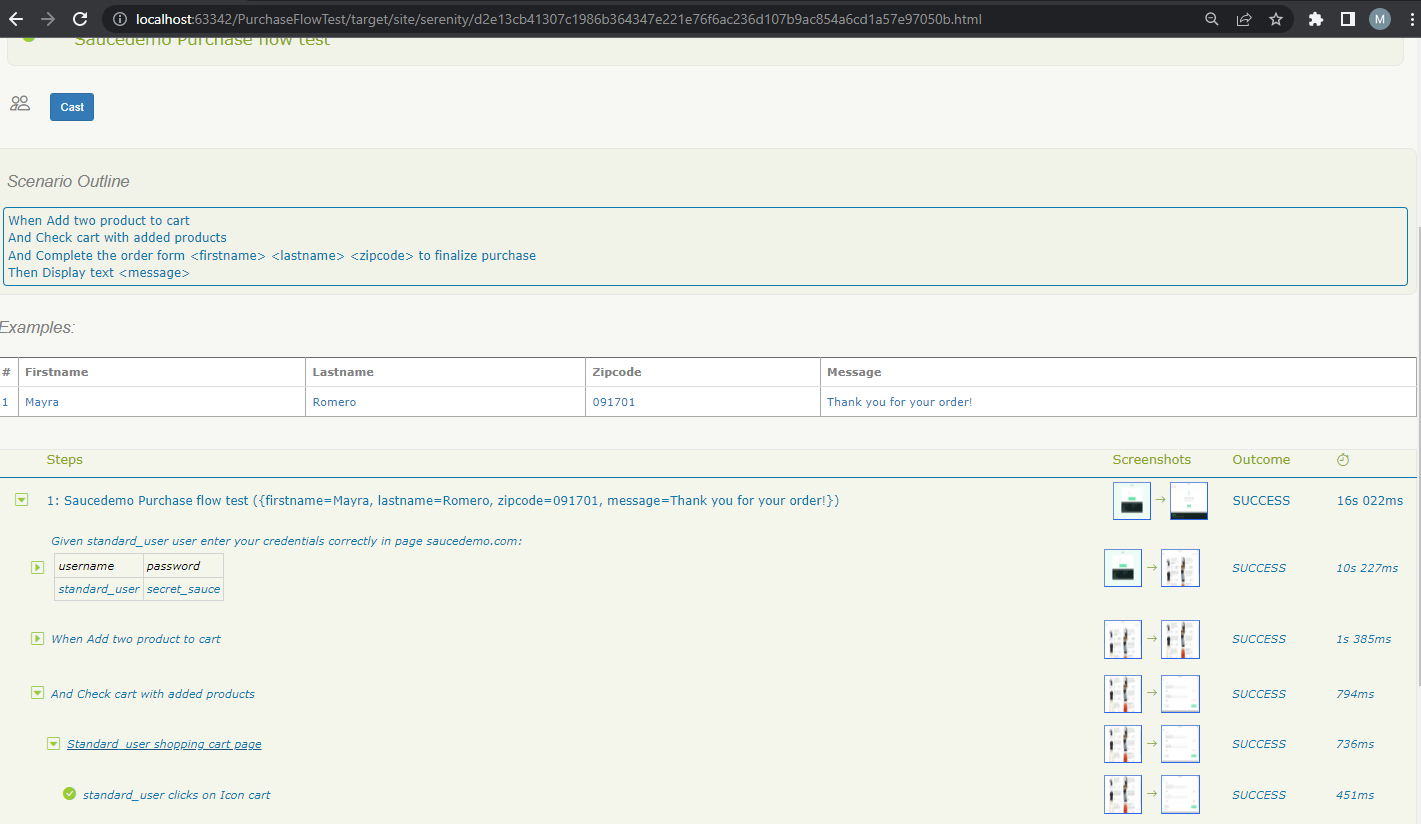 localhost:63342/PurchaseFlowTest/target/site/serenity/d2e13cb41307c1986b364347e221e76f6ac236d107b9ac854a6cd1a57e97050b.html
M
Saucedemo Purchase flow test
Cast
Scenario Outline
When Add two product to cart
And Check cart with added products
And Complete the order form <firstname> <lastname> <zipcode> to finalize purchase
Then Display text <message>
Examples:
# Firstname Lastname Zipcode Message
1 Mayra Romero 091701 Thank you for your order!
Steps Screenshots Outcome
1: Saucedemo Purchase flow test ({firstname=Mayra, lastname=Romero, zipcode=091701, message=Thank you for your order!}) SUCCESS 16s 022ms
Given standard_user user enter your credentials correctly in page saucedemo.com:
username password
standard_user secret_sauce
SUCCESS 10s 227ms
When Add two product to cart SUCCESS 1s 385ms
And Check cart with added products SUCCESS 794ms
Standard_user shopping cart page SUCCESS 736ms
standard_user clicks on Icon cart SUCCESS 451ms